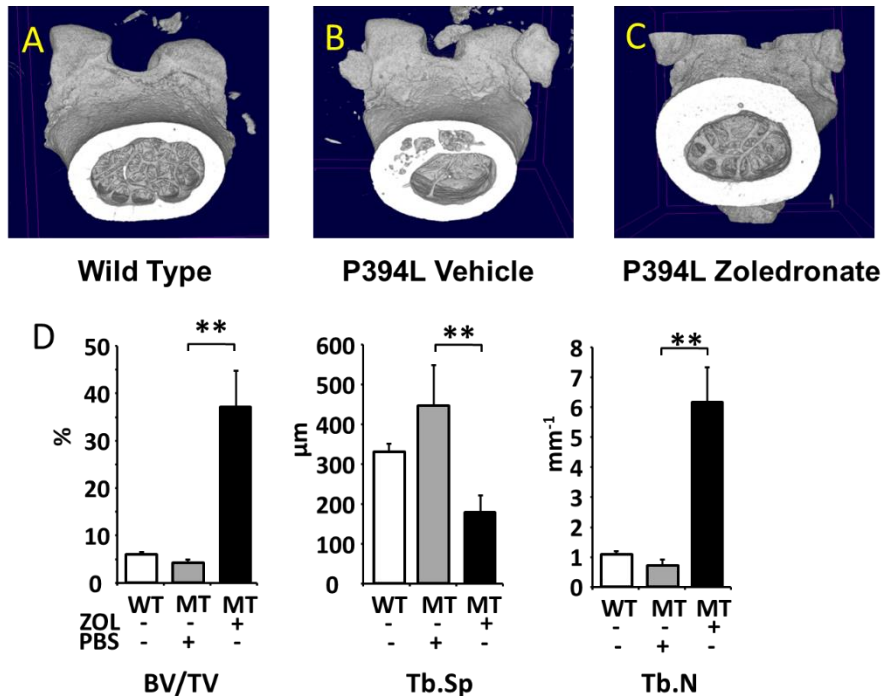 A B C
Wild Type P394L Vehicle P394L Zoledronate
D
** ** **
% µm mm-1
50
40
30
20
10
0
600
500
400
300
200
100
0
8
7
6
5
4
3
2
1
0
WT MT MT WT MT MT WT MT MT
ZOL - - + - - + - - +
PBS - + - - + - - + -
BV/TV Tb.Sp Tb.N